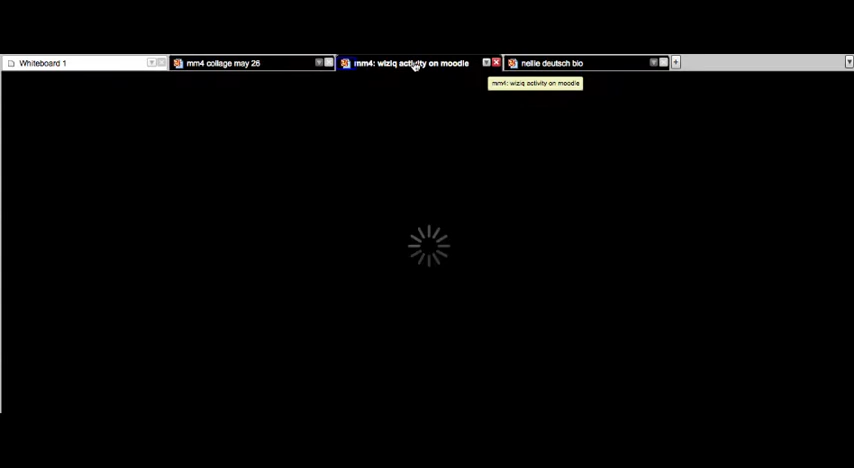 Whiteboard 1
mm4 collage may 26
mm4: wiziq activity on moodle
nellie deutsch bio
mm4: wiziq activity on moodle